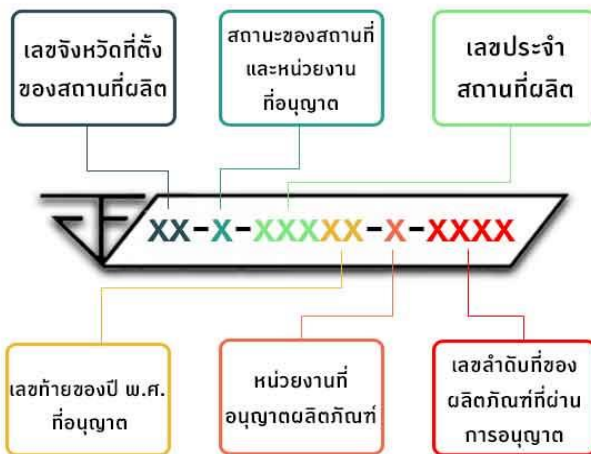 เลขจังหวัดที่ตั้ง
ของสถานที่ผลิต
สถานะของสถานที่
และหน่วยงาน
ที่อนุญาต
เลขประจำ
สถานที่ผลิต
XX-X-XXXXX-X-XXXX
เลขท้ายของปี พ.ศ.
ที่อนุญาต
หน่วยงานที่
อนุญาตผลิตภัณฑ์
เลขลำดับที่ของ
ผลิตภัณฑ์ที่ผ่าน
การอนุญาต